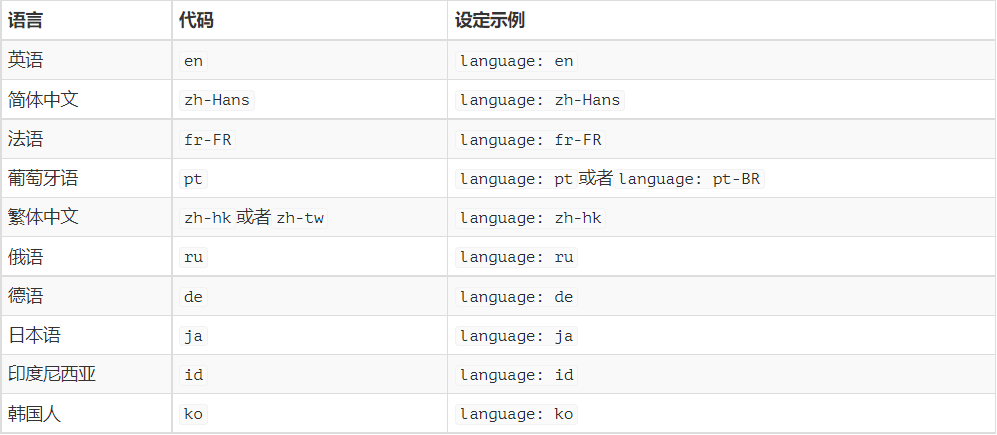 语言 代码 设定示例
英语 en language: en
简体中文 zh-Hans language: zh-Hans
法语 fr-FR language: fr-FR
葡萄牙语 pt language: pt 或者 language: pt-BR
繁体中文 zh-hk 或者 zh-tw language: zh-hk
俄语 ru language: ru
德语 de language: de
日本语 ja language: ja
印度尼西亚 id language: id
韩国人 ko language: ko